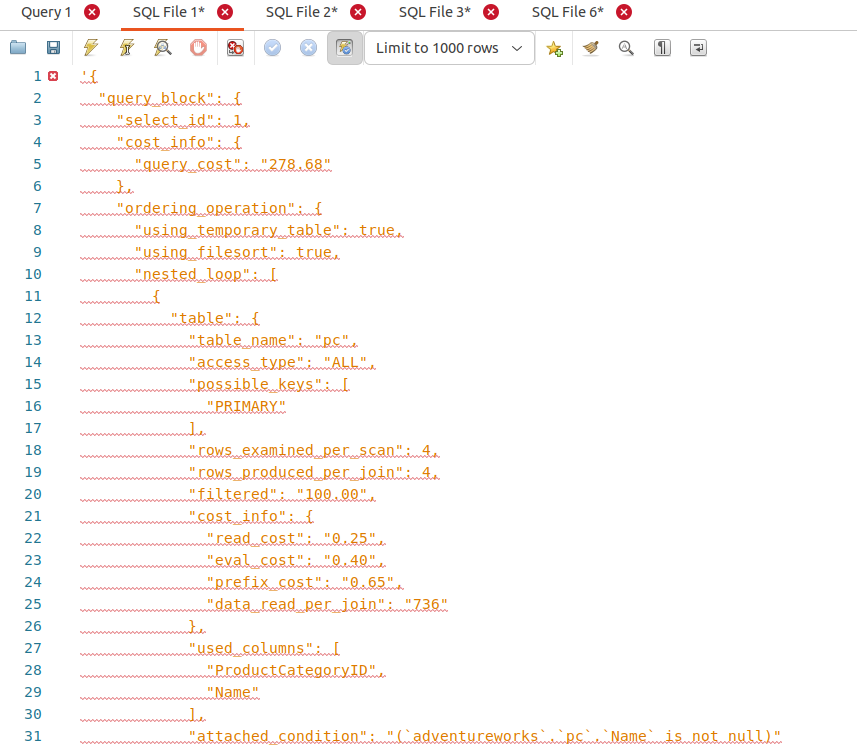 Query 1 SQL File 1* SQL File 2* SQL File 3* SQL File 6*
Limit to 1000 rows
1 '{
2 "query_block": {
3 "select_id": 1,
4 "cost_info": {
5 "query_cost": "278.68"
6 },
7 "ordering_operation": {
8 "using_temporary_table": true,
9 "using_filesort": true,
10 "nested_loop": [
11 {
12 "table": {
13 "table_name": "pc",
14 "access_type": "ALL",
15 "possible_keys": [
16 "PRIMARY"
17 ],
18 "rows_examined_per_scan": 4,
19 "rows_produced_per_join": 4,
20 "filtered": "100.00",
21 "cost_info": {
22 "read_cost": "0.25",
23 "eval_cost": "0.40",
24 "prefix_cost": "0.65",
25 "data_read_per_join": "736"
26 },
27 "used_columns": [
28 "ProductCategoryID",
29 "Name"
30 ],
31 "attached_condition": "(`adventureworks`.`pc`.`Name` is not null)"